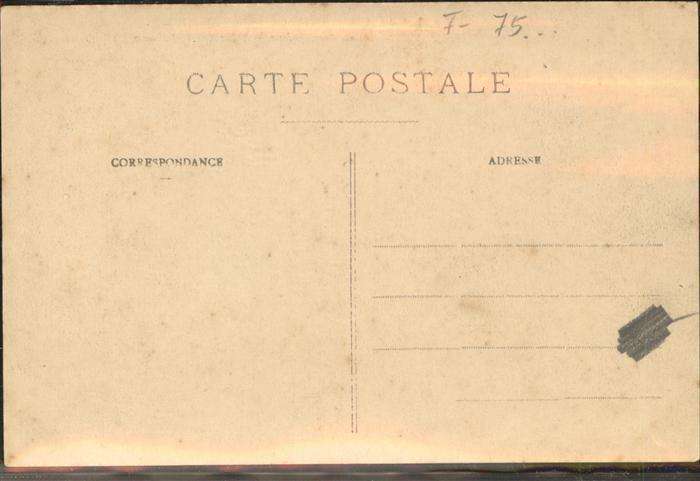 F- 75..
CARTE POSTALE
CORRESPONDANCE
ADRESSE